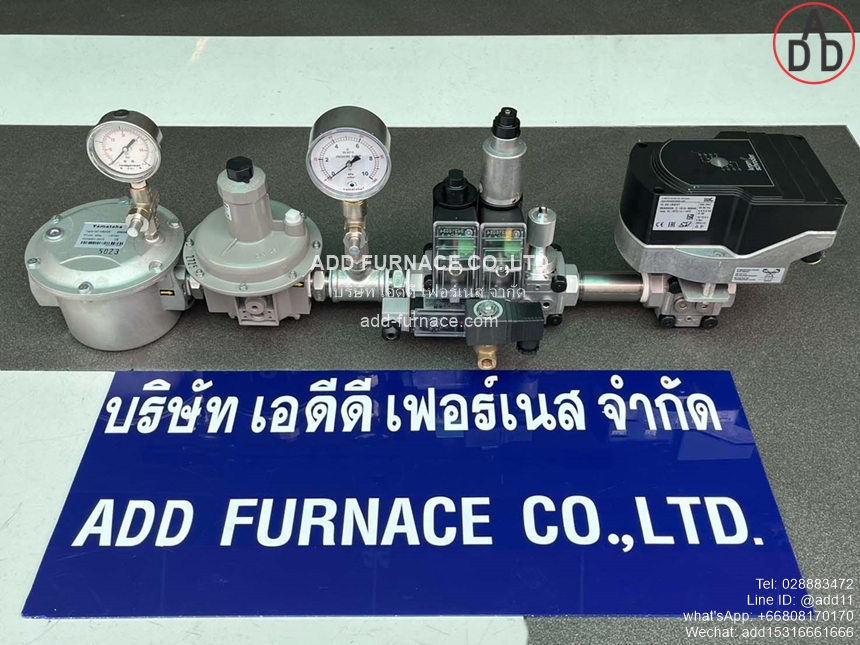 ADD
Yamataha
5023
ADD FURNACE CO.,LTD.
บริษัท เอดีดี เฟอร์เนส จำกัด
add-furnace.com
บริษัท เอดีดี เฟอร์เนส จำกัด
ADD FURNACE CO.,LTD.
Tel: 028883472
Line ID: @add11
what'sApp: +66808170170
Wechat: add15316661666